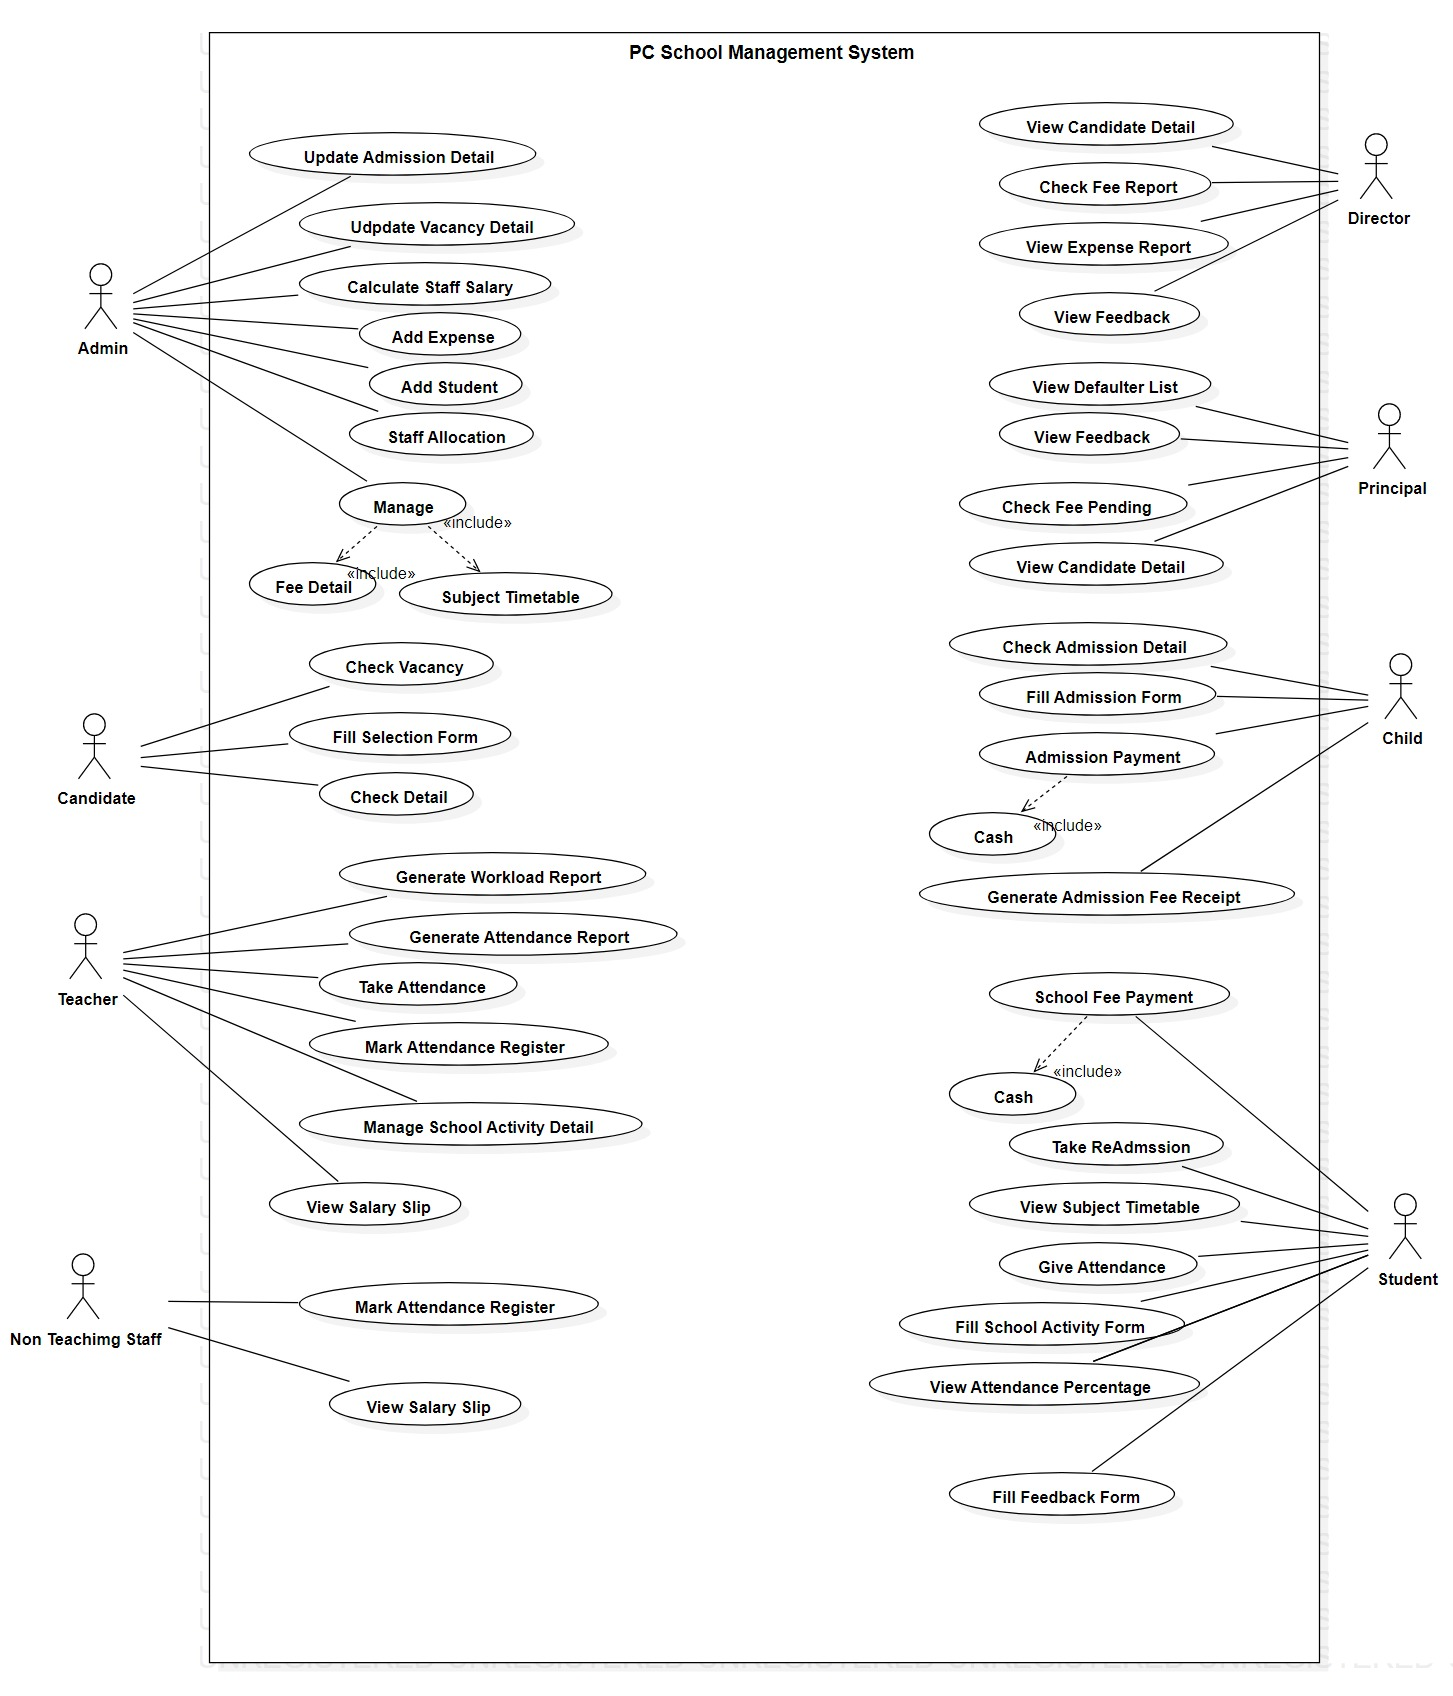 PC School Management System
Update Admission Detail
Udpdate Vacancy Detail
Calculate Staff Salary
Add Expense
Add Student
Staff Allocation
Admin
Manage
«include»
«include»
Fee Detail
Subject Timetable
Check Vacancy
Fill Selection Form
Check Detail
Candidate
Generate Workload Report
Generate Attendance Report
Take Attendance
Mark Attendance Register
Manage School Activity Detail
View Salary Slip
Teacher
Mark Attendance Register
View Salary Slip
Non Teachimg Staff
View Candidate Detail
Check Fee Report
View Expense Report
View Feedback
Director
View Defaulter List
View Feedback
Check Fee Pending
View Candidate Detail
Principal
Check Admission Detail
Fill Admission Form
Admission Payment
«include»
Cash
Generate Admission Fee Receipt
Child
School Fee Payment
«include»
Cash
Take ReAdmssion
View Subject Timetable
Give Attendance
Fill School Activity Form
View Attendance Percentage
Fill Feedback Form
Student
UNREGISTERED UNREGISTERED UNREGISTERED UNREGISTERED UNREGISTERED